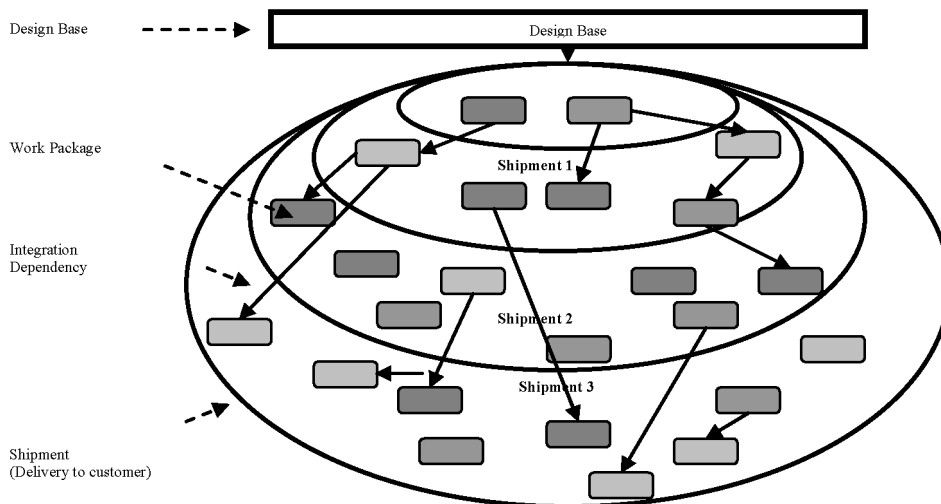 Design Base
Design Base
Work Package
Shipment 1
Integration
Dependency
Shipment 2
Shipment 3
Shipment
(Delivery to customer)